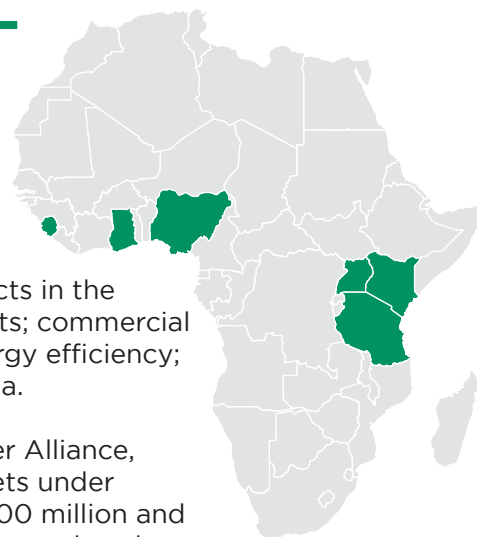 cts in the
ts; commercial
rgy efficiency;
a.
er Alliance,
ets under
00 million and